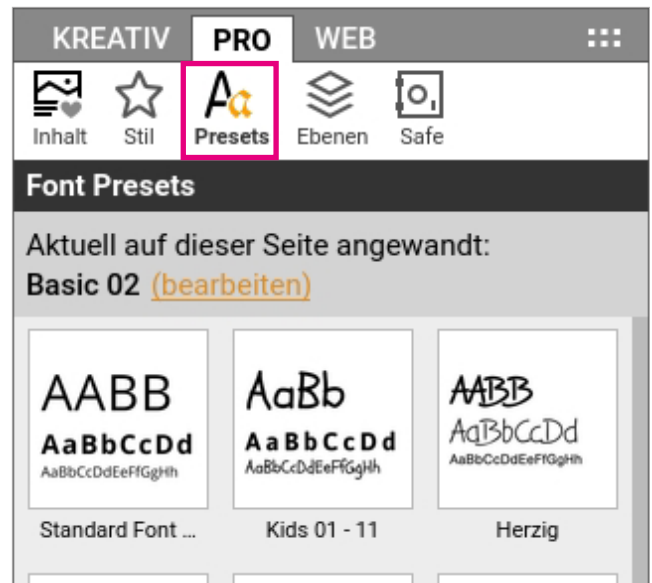 KREATIV PRO WEB
Aa
Inhalt Stil Presets Ebenen Safe
Font Presets
Aktuell auf dieser Seite angewandt:
Basic 02 (bearbeiten)
AABB AaBb AABB
AaBbCcDd AaBbCcDd AaBbCcDd
AaBbCcDdEeFfGgHh AaBbCcDdEeFfGgHh AaBbCcDdEeFfGgHh
Standard Font ... Kids 01 - 11 Herzig